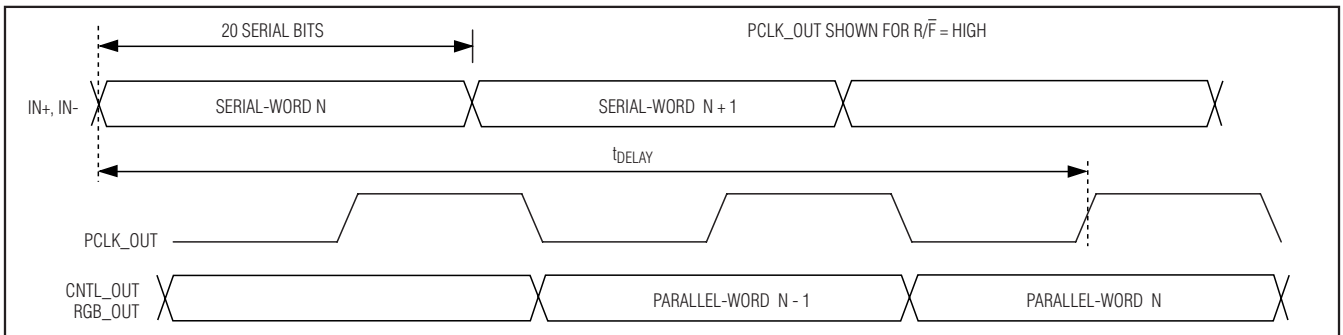 20 SERIAL BITS
PCLK_OUT SHOWN FOR R/F̅ = HIGH
IN+, IN-
SERIAL-WORD N
SERIAL-WORD N + 1
tDELAY
PCLK_OUT
CNTL_OUT
RGB_OUT
PARALLEL-WORD N - 1
PARALLEL-WORD N